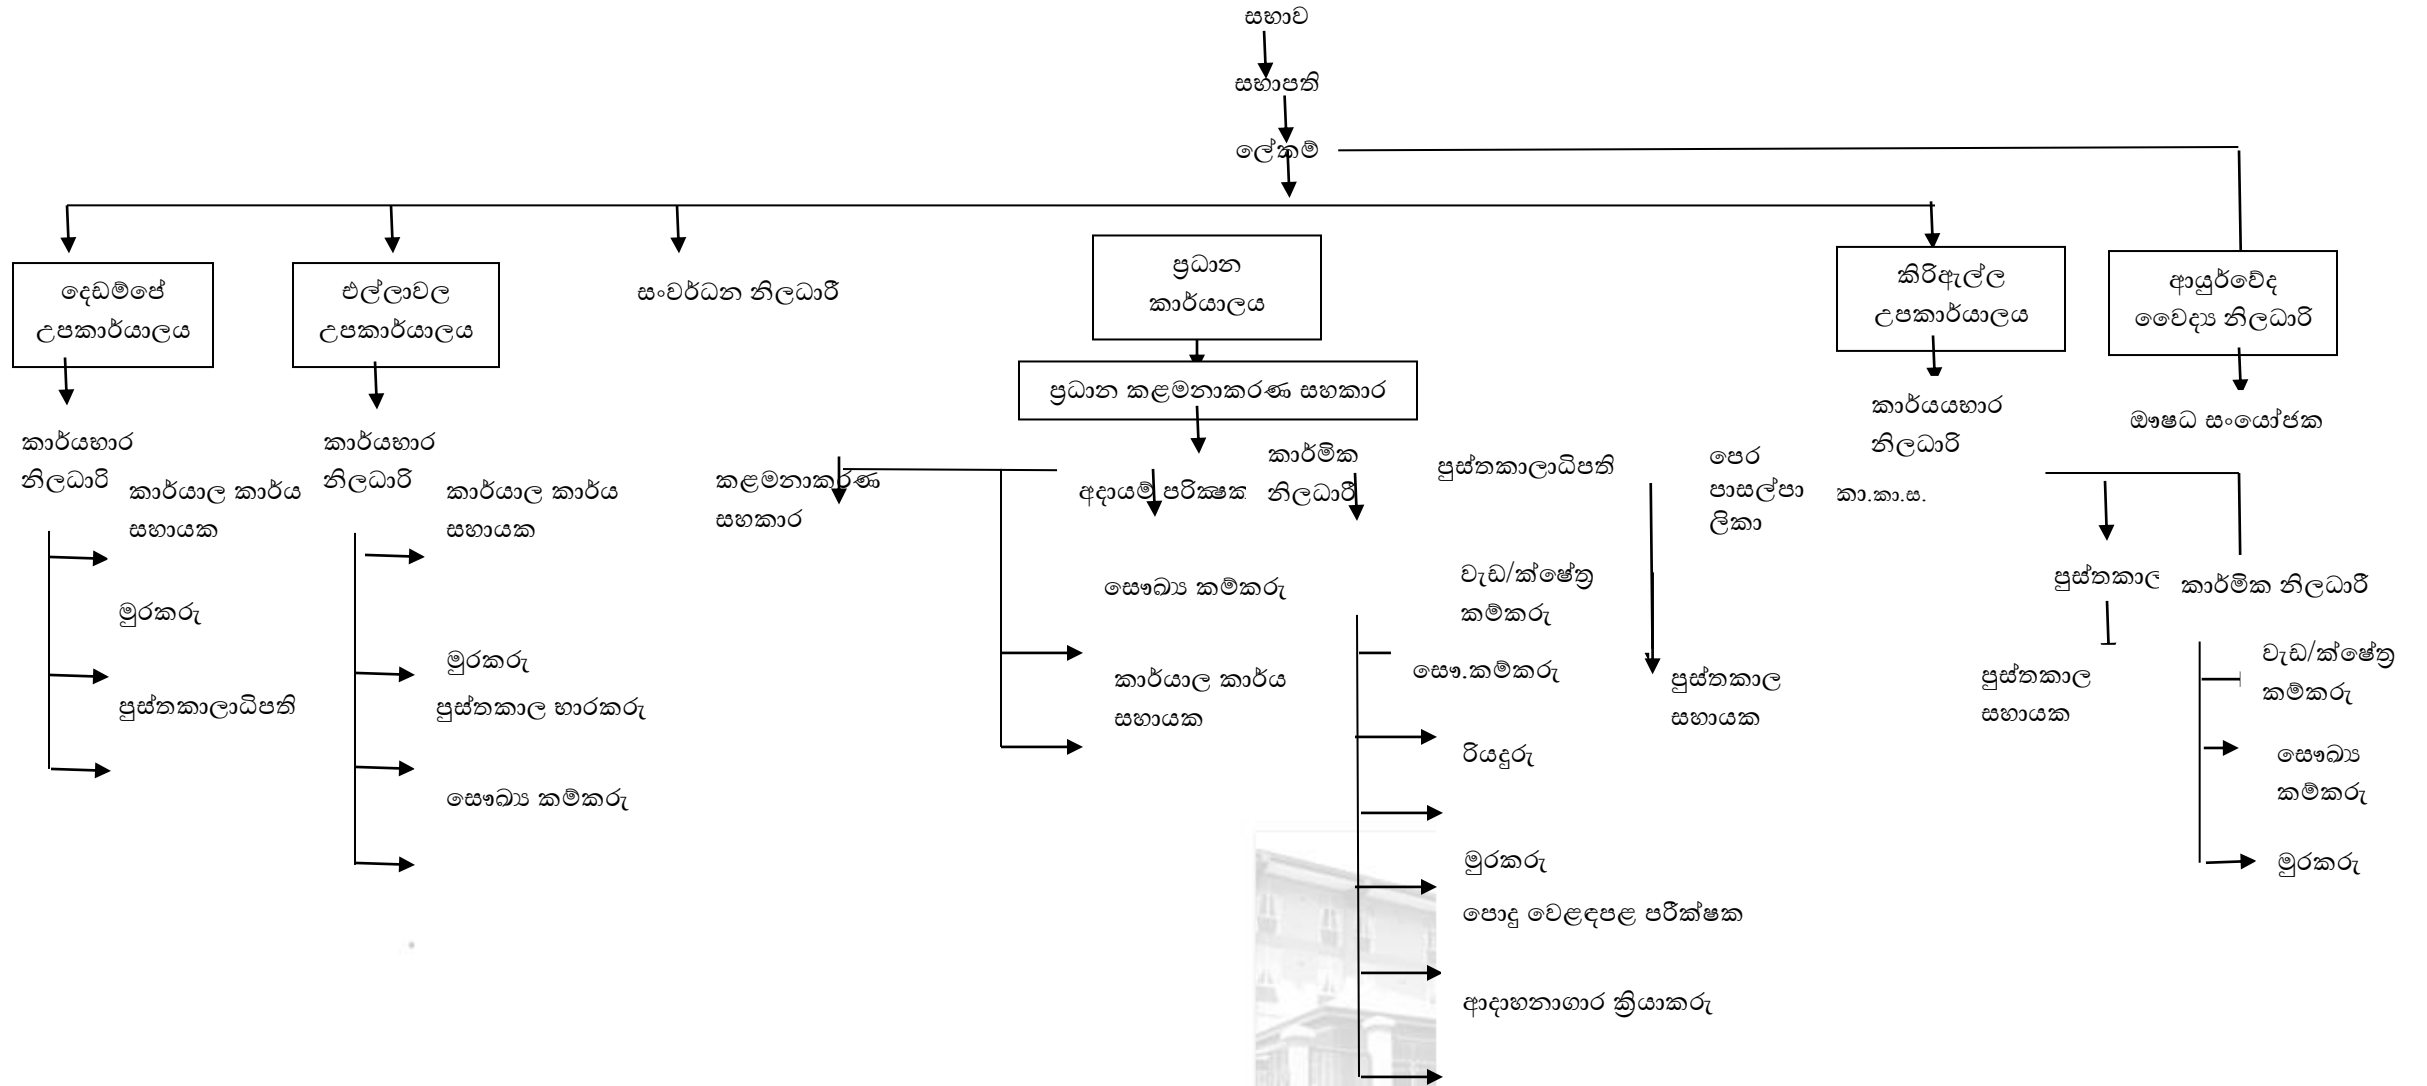 සභාව
සභාපති
ලේකම්
දෙඩම්පේ
උපකාර්යාලය
එල්ලාවල
උපකාර්යාලය
සංවර්ධන නිලධාරී
ප්‍රධාන
කාර්යාලය
ප්‍රධාන කළමනාකරණ සහකාර
කිරිඇල්ල
උපකාර්යාලය
ආයුර්වේද
වෛද්‍ය නිලධාරි
කාර්යභාර
නිලධාරි
කාර්යාල කාර්ය
සහායක
මුරකරු
පුස්තකාලාධිපති
කාර්යභාර
නිලධාරි
කාර්යාල කාර්ය
සහායක
මුරකරු
පුස්තකාල භාරකරු
සෞඛ්‍ය කම්කරු
කළමනාකරණ
සහකාර
අදායම් පරික්‍ෂක
සෞඛ්‍ය කම්කරු
කාර්යාල කාර්ය
සහායක
කාර්මික
නිලධාරී
වැඩ/ක්ෂේත්‍ර
කම්කරු
සෞ.කම්කරු
රියදුරු
මුරකරු
පොදු වෙළඳපළ පරීක්ෂක
ආදාහනාගාර ක්‍රියාකරු
පුස්තකාලාධිපති
පුස්තකාල
සහායක
පෙර
පාසල්පා
ලිකා
කා.කා.ස.
කාර්යයභාර
නිලධාරි
පුස්තකාල
පුස්තකාල
සහායක
ඖෂධ සංයෝජක
කාර්මික නිලධාරී
වැඩ/ක්ෂේත්‍ර
කම්කරු
සෞඛ්‍ය
කම්කරු
මුරකරු